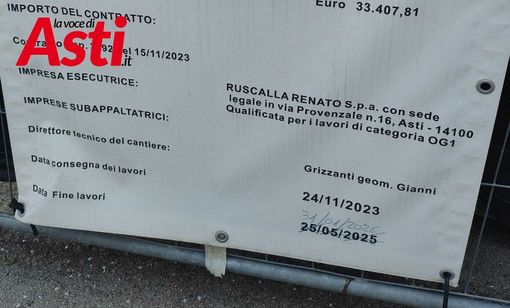 la voce di
Asti.it
IMPORTO DEL CONTRATTO:
Euro 33.407,81
Contratto del 15/11/2023
IMPRESA ESECUTRICE:
RUSCALLA RENATO S.p.a. con sede
legale in via Provenzale n.16, Asti - 14100
Qualificata per i lavori di categoria OG1
IMPRESE SUBAPPALTATRICI:
Direttore tecnico del cantiere:
Grizzanti geom. Gianni
Data consegna dei lavori
24/11/2023
Data Fine lavori
25/05/2025